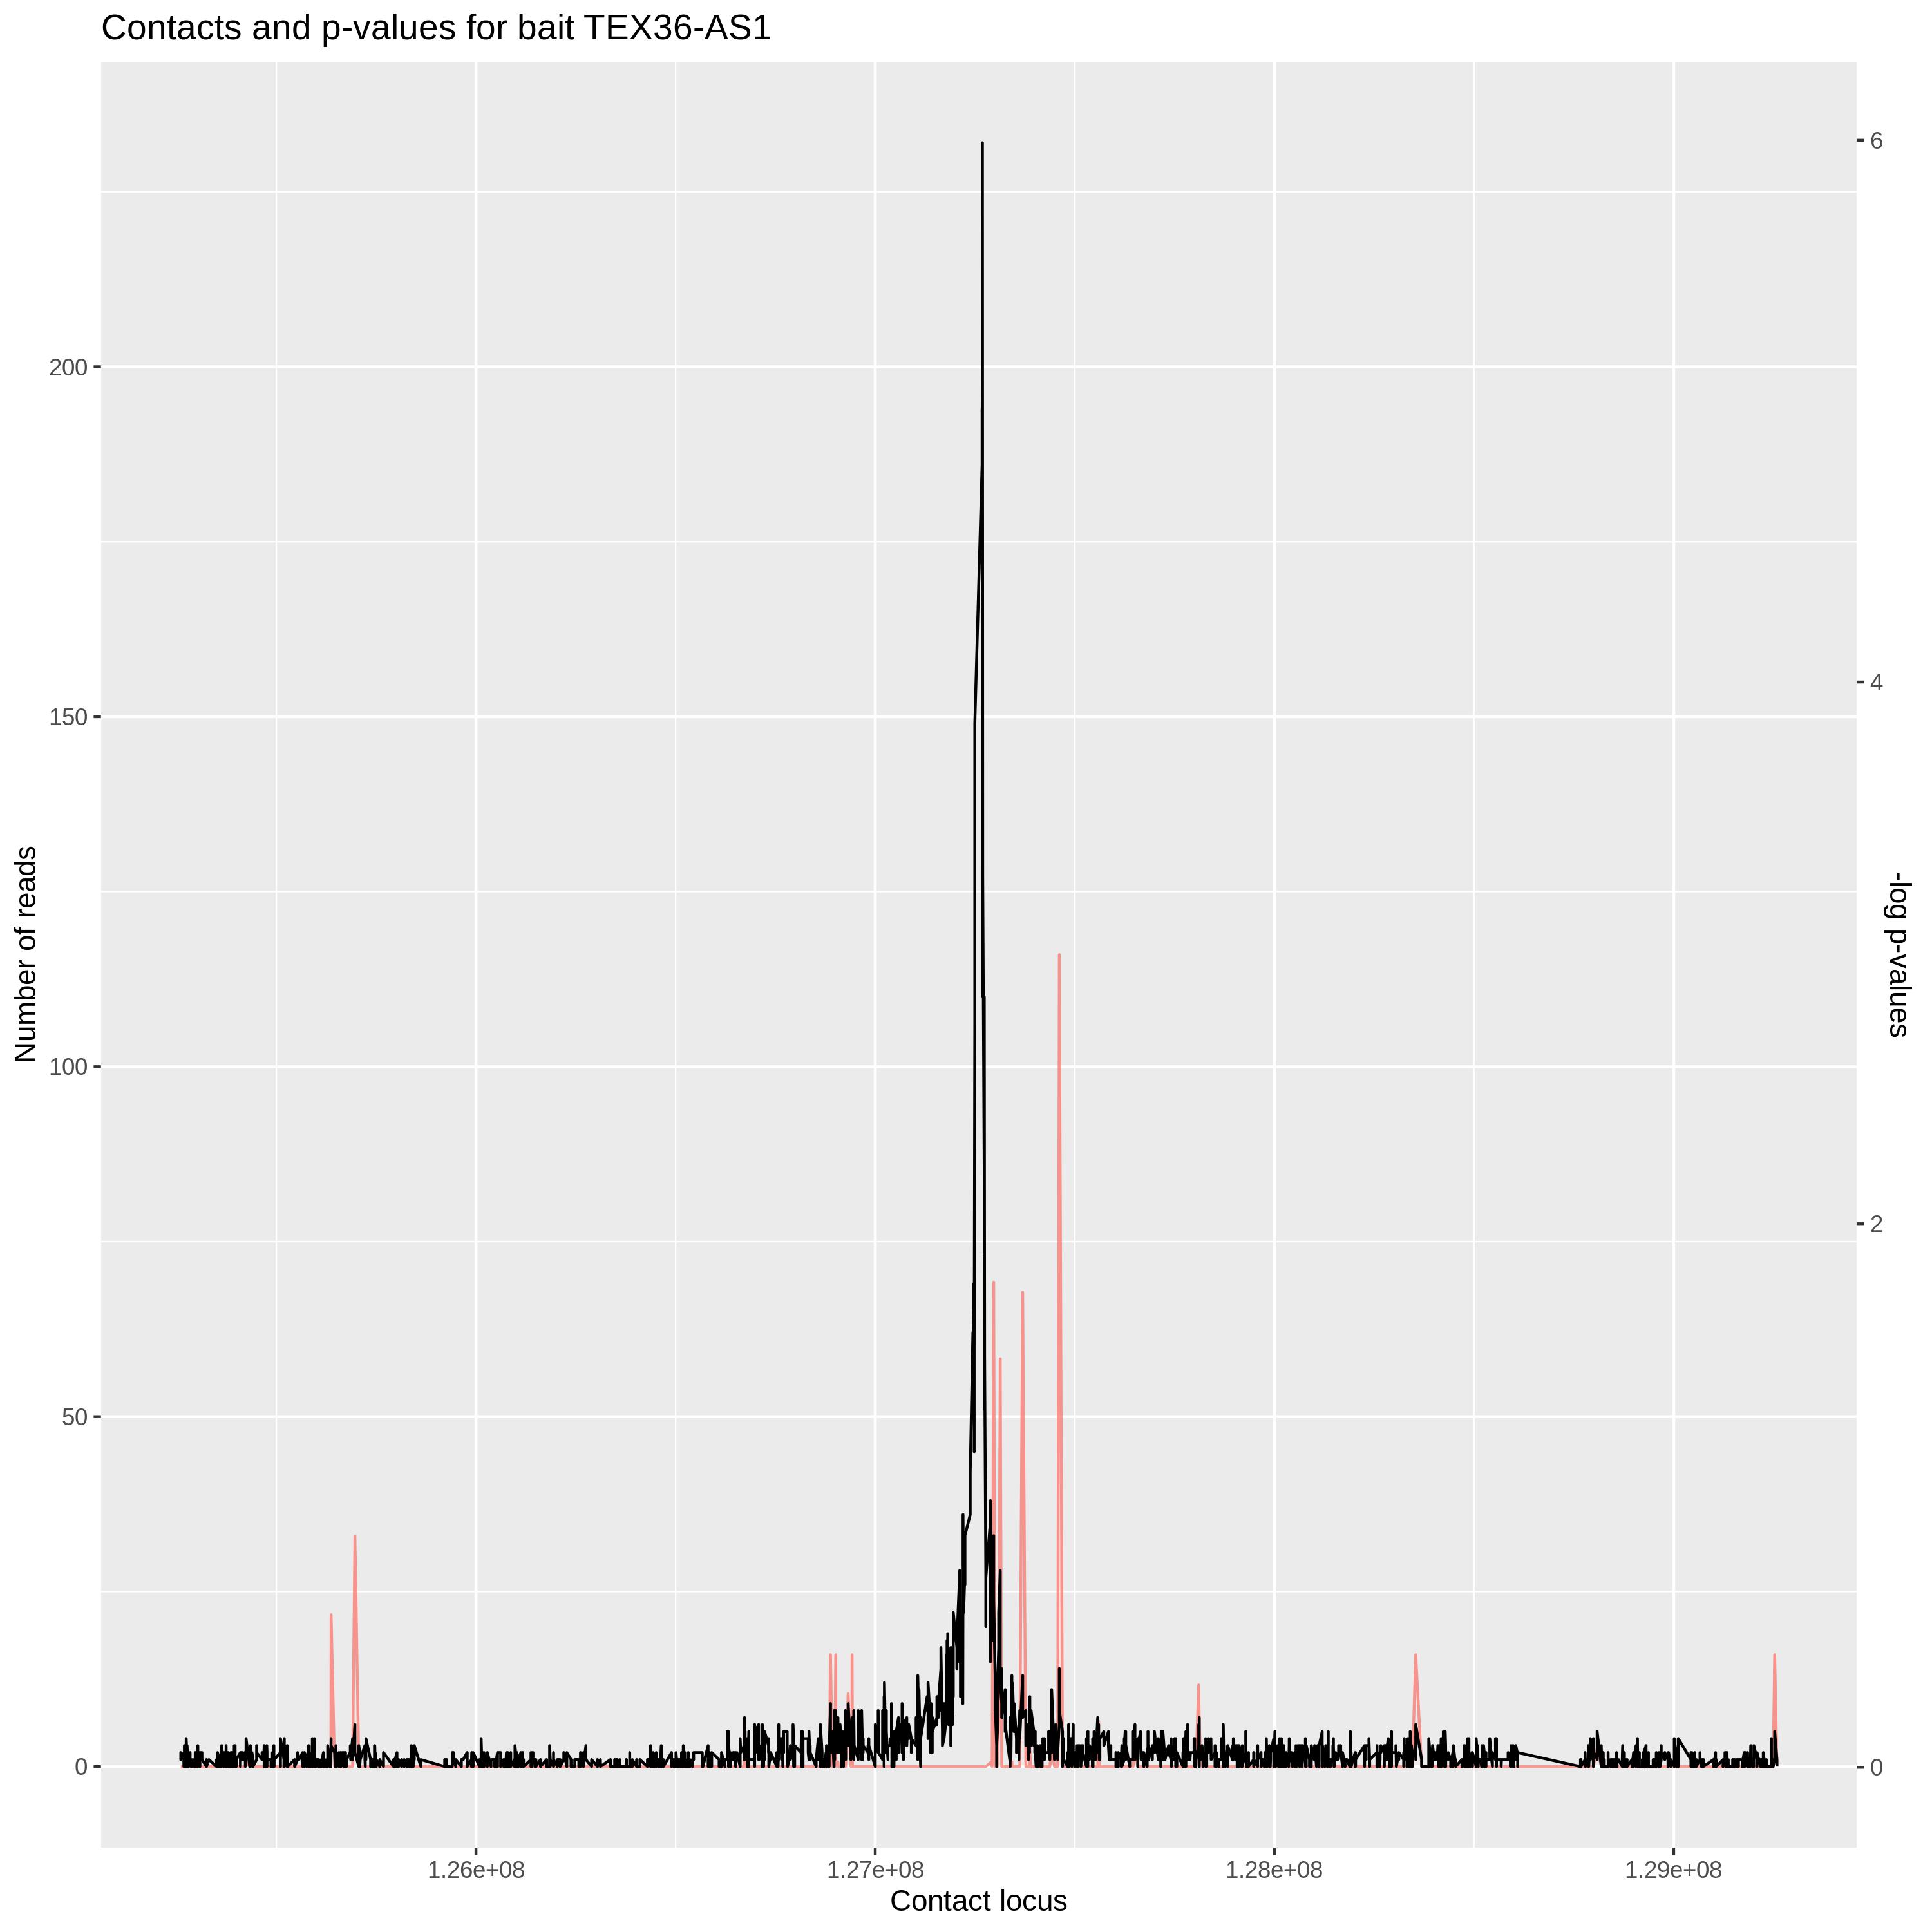 Contacts and p-values for bait TEX36-AS1
6
200
4
150
Number of reads
-log p-values
100
2
50
0
0
1.26e+08
1.27e+08
1.28e+08
1.29e+08
Contact locus